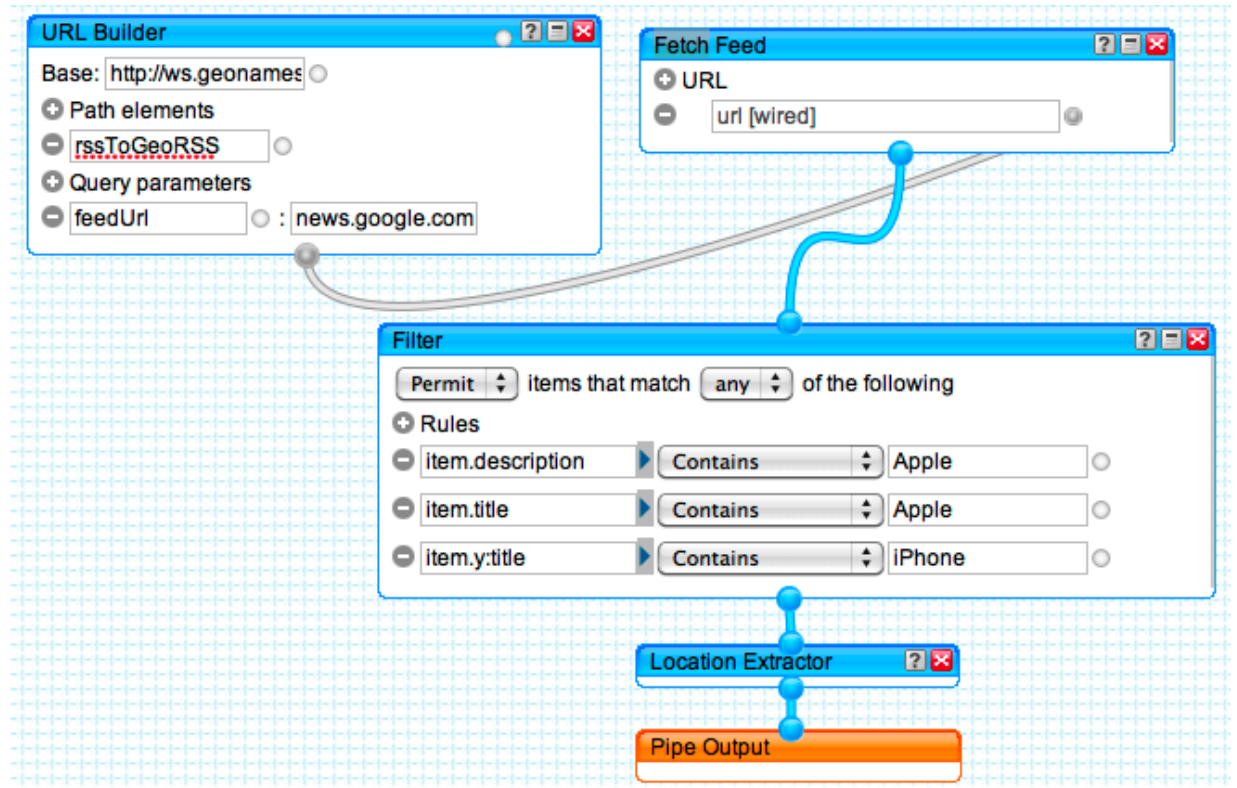 URL Builder
Base: http://ws.geonames
Path elements
rssToGeoRSS
Query parameters
feedUrl : news.google.com
Fetch Feed
URL
url [wired]
Filter
Permit items that match any of the following
Rules
item.description Contains Apple
item.title Contains Apple
item.y:title Contains iPhone
Location Extractor
Pipe Output